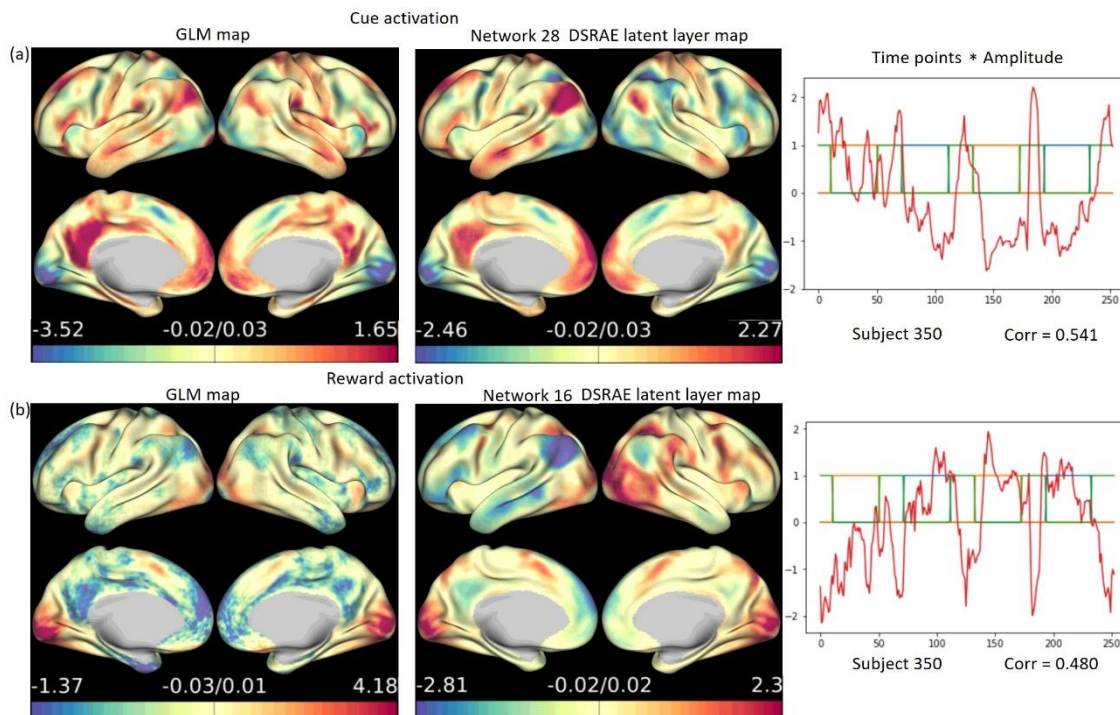 Cue activation
(a)
GLM map
Network 28 DSRAE latent layer map
Time points * Amplitude
-3.52 -0.02/0.03 1.65
-2.46 -0.02/0.03 2.27
2
1
0
-1
-2
0 50 100 150 200 250
Subject 350 Corr = 0.541
Reward activation
(b)
GLM map
Network 16 DSRAE latent layer map
-1.37 -0.03/0.01 4.18
-2.81 -0.02/0.02 2.3
2
1
0
-1
-2
0 50 100 150 200 250
Subject 350 Corr = 0.480